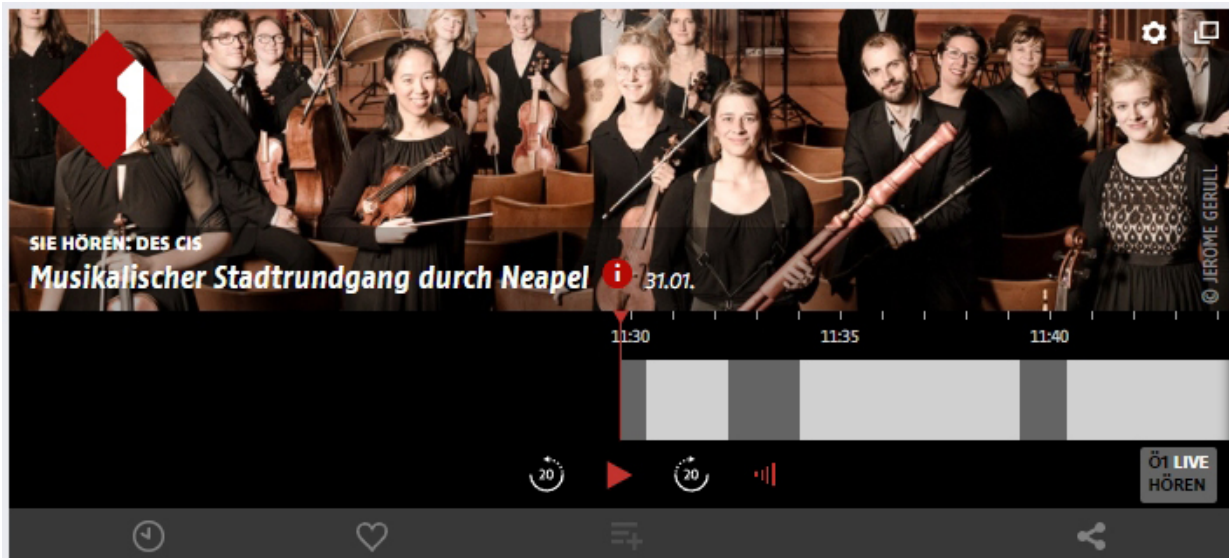 1
SIE HÖREN: DES CIS
Musikalischer Stadtrundgang durch Neapel i 31.01.
© JEROME GERULL
11:30 11:35 11:40
20 20
Ö1 LIVE
HÖREN